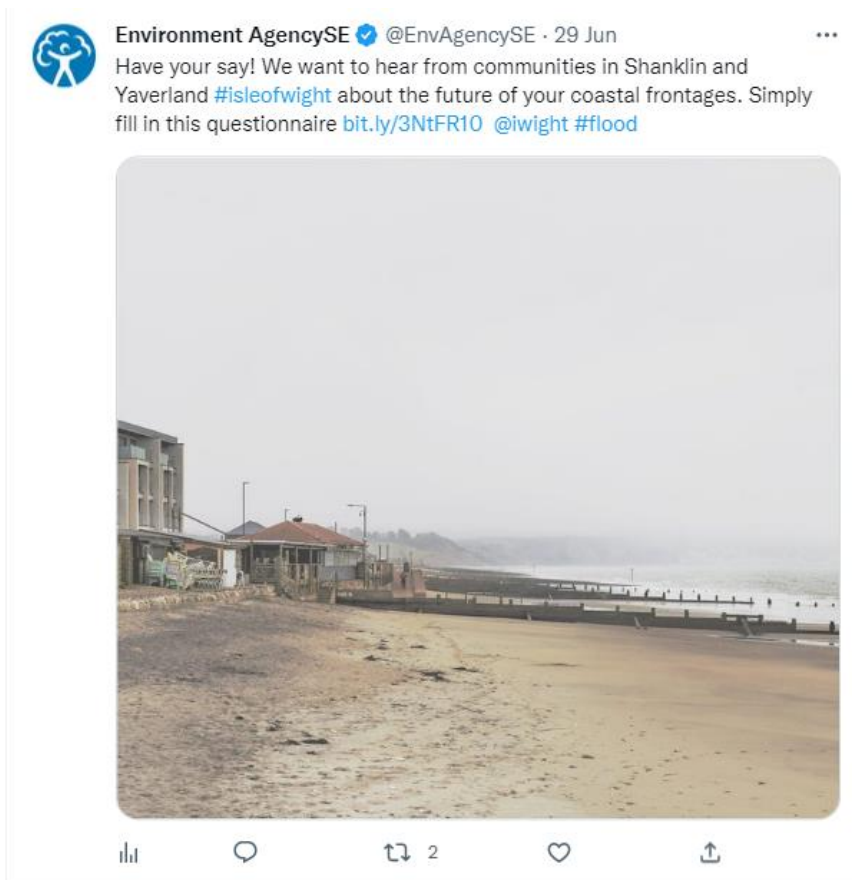 Environment AgencySE @EnvAgencySE · 29 Jun
Have your say! We want to hear from communities in Shanklin and
Yaverland #isleofwight about the future of your coastal frontages. Simply
fill in this questionnaire bit.ly/3NtFR10 @iwight #flood
2